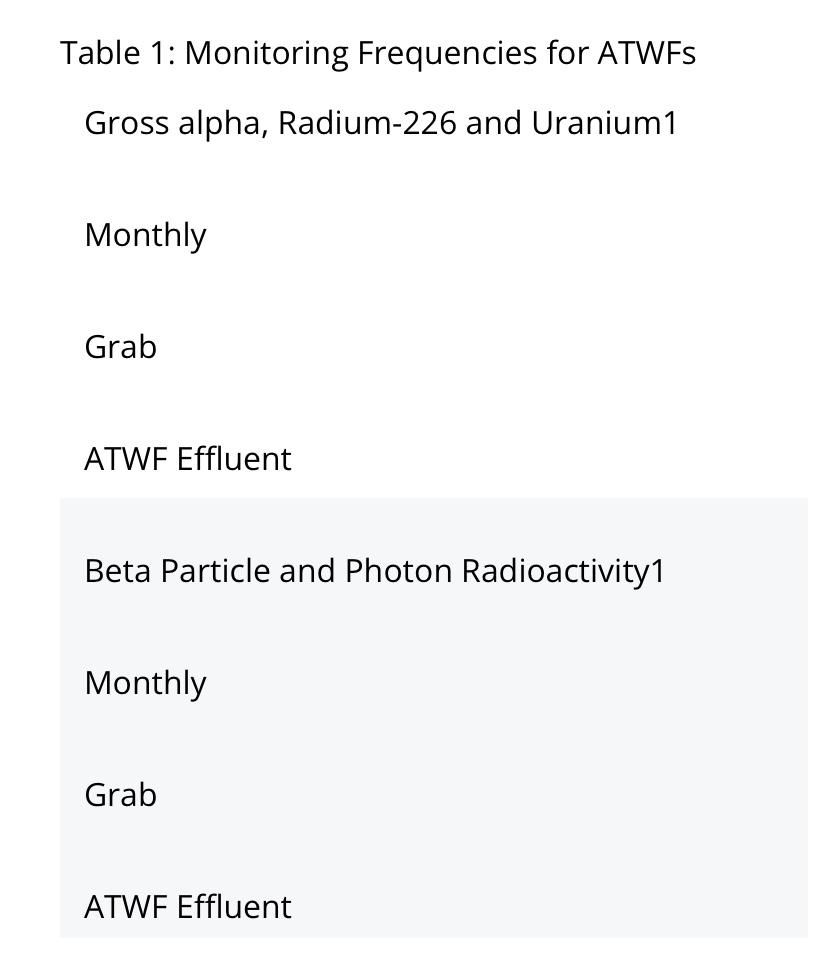 Table 1: Monitoring Frequencies for ATWFs
Gross alpha, Radium-226 and Uranium1
Monthly
Grab
ATWF Effluent
Beta Particle and Photon Radioactivity1
Monthly
Grab
ATWF Effluent